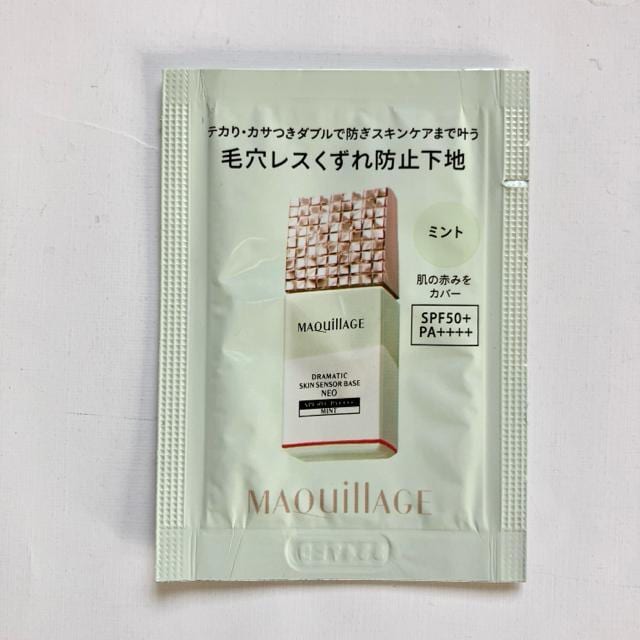 テカリ・カサつきダブルで防ぎスキンケアまで叶う
毛穴レスくずれ防止下地
ミント
肌の赤みを
カバー
SPF50+
PA++++
MAQuillAGE
DRAMATIC
SKIN SENSOR BASE
NEO
MINT
MAQuillAGE